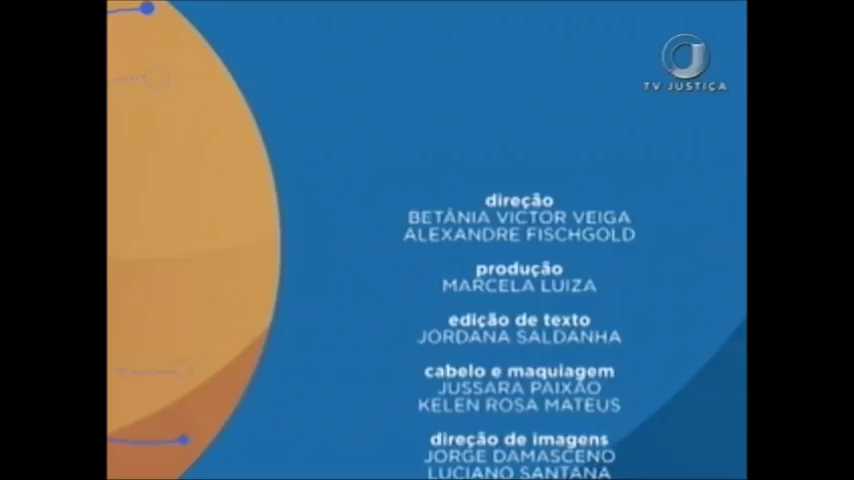 TV JUSTIÇA
direção
BETÂNIA VICTOR VEIGA
ALEXANDRE FISCHGOLD
produção
MARCELA LUIZA
edição de texto
JORDANA SALDANHA
cabelo e maquiagem
JUSSARA PAIXÃO
KELEN ROSA MATEUS
direção de imagens
JORGE DAMASCENO
LUCIANO SANTANA